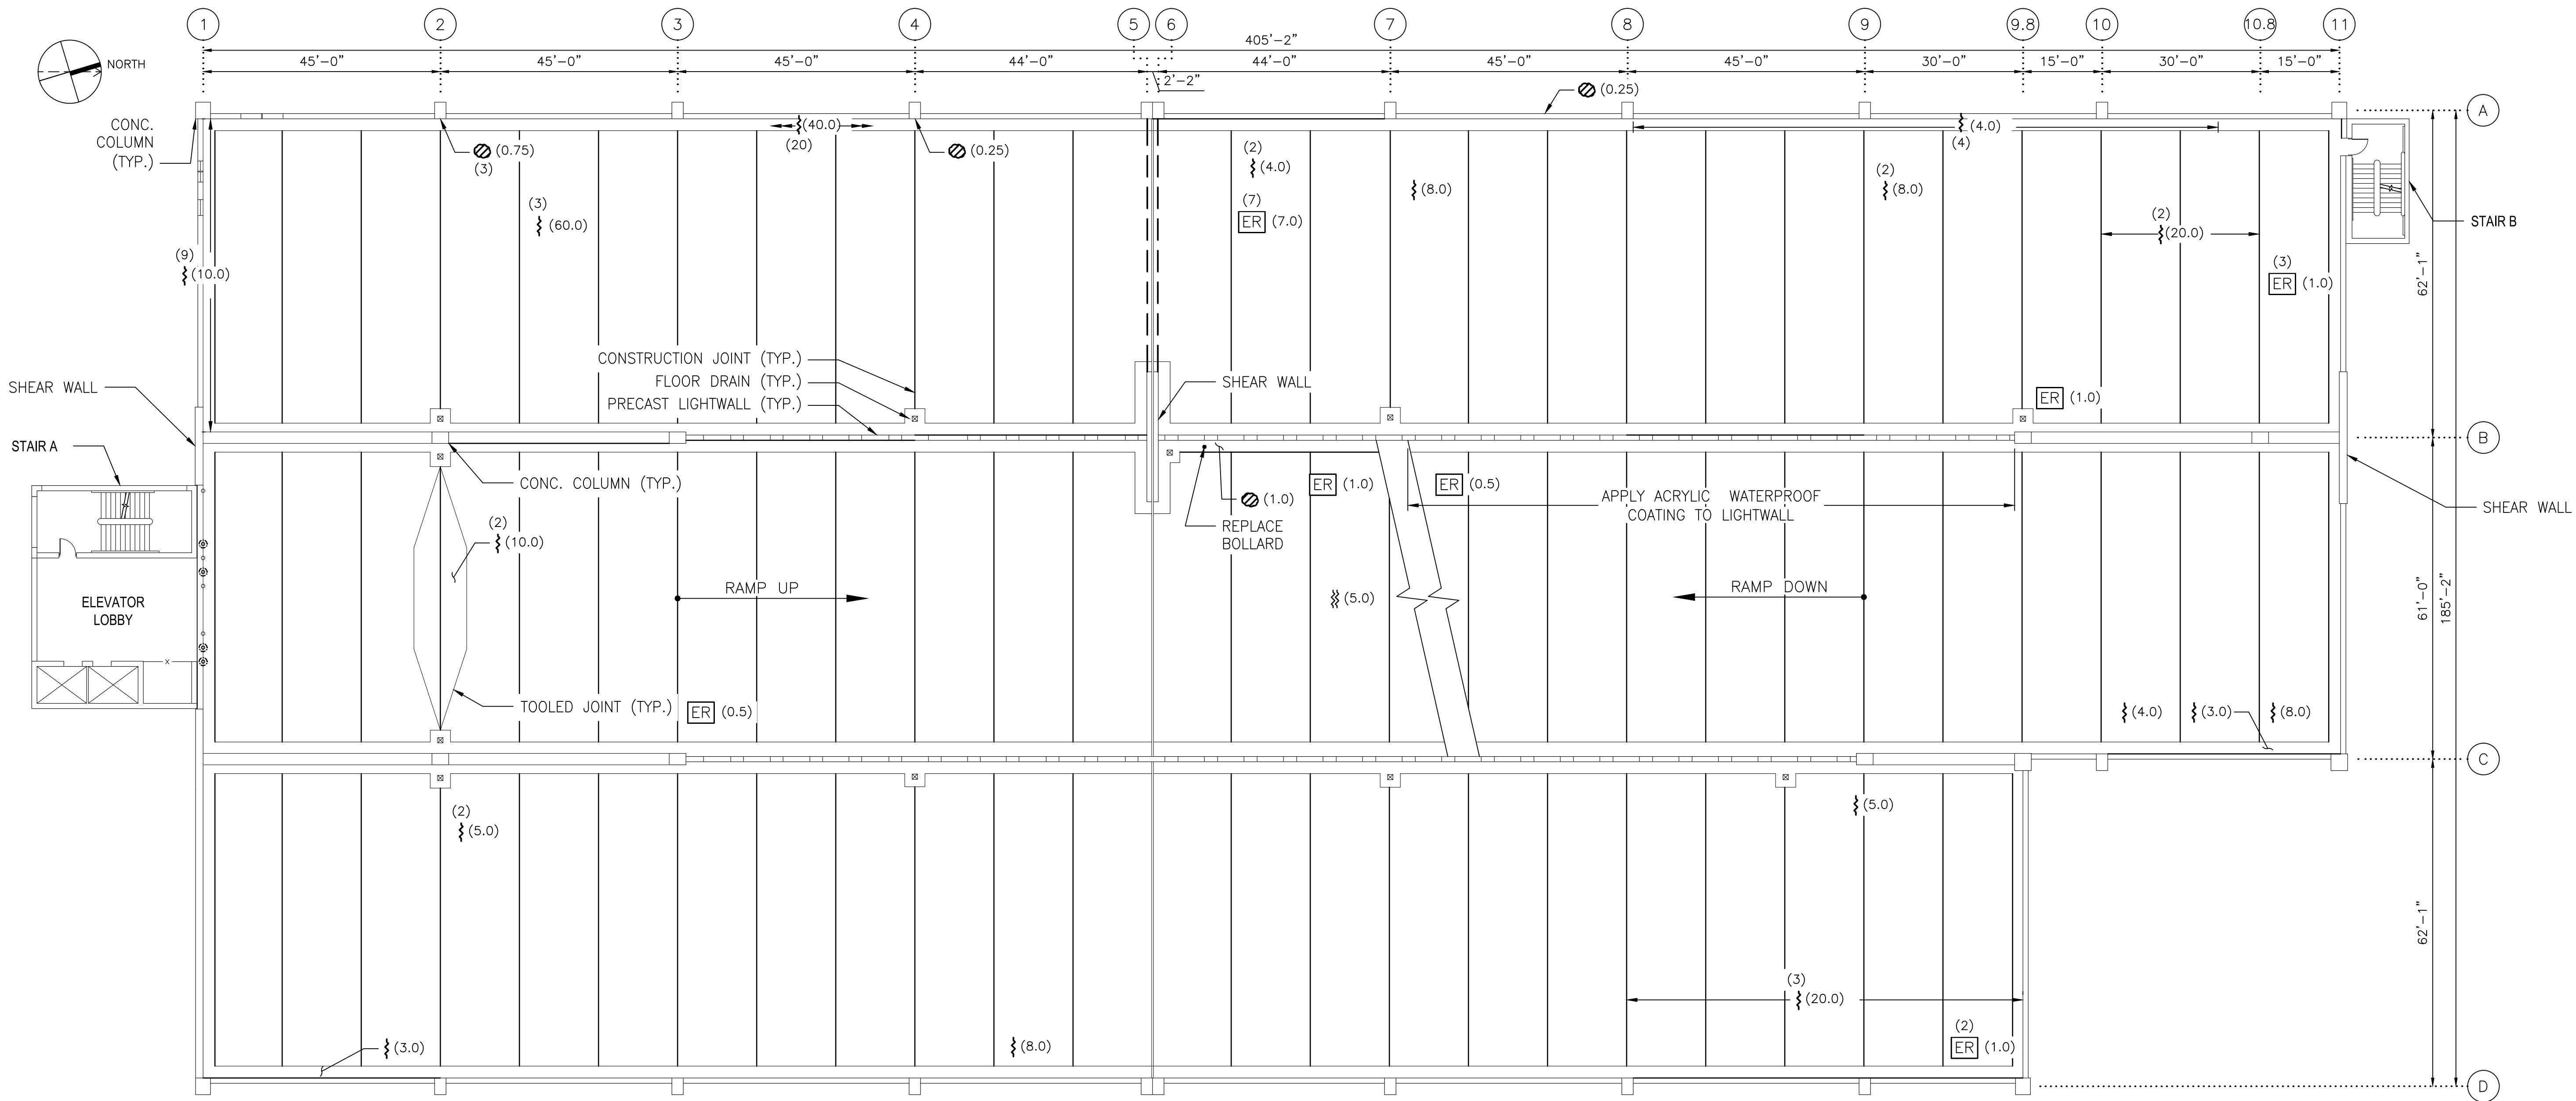 1 2 3 4 5 6 7 8 9 9.8 10 10.8 11
405'-2"
NORTH
45'-0" 45'-0" 45'-0" 44'-0" 44'-0" 45'-0" 45'-0" 30'-0" 15'-0" 30'-0" 15'-0"
2'-2"
(0.25)
A
CONC.
COLUMN
(TYP.)
(40.0)
(20)
(4.0)
(4)
(0.75)
(3)
(0.25)
(2)
(4.0)
(8.0)
(2)
(8.0)
(3)
(60.0)
(7)
ER (7.0)
(2)
(20.0)
STAIR B
(9)
(10.0)
(3)
ER (1.0)
62'-1"
CONSTRUCTION JOINT (TYP.)
FLOOR DRAIN (TYP.)
PRECAST LIGHTWALL (TYP.)
SHEAR WALL
SHEAR WALL
ER (1.0)
B
STAIR A
CONC. COLUMN (TYP.)
ER (1.0)
ER (0.5)
(1.0)
REPLACE
BOLLARD
APPLY ACRYLIC WATERPROOF
COATING TO LIGHTWALL
SHEAR WALL
(2)
(10.0)
RAMP UP
(5.0)
RAMP DOWN
ELEVATOR
LOBBY
61'-0"
185'-2"
x
TOOLED JOINT (TYP.)
ER (0.5)
(4.0)
(3.0)
(8.0)
C
(2)
(5.0)
(5.0)
62'-1"
(3)
(20.0)
(3.0)
(8.0)
(2)
ER (1.0)
D